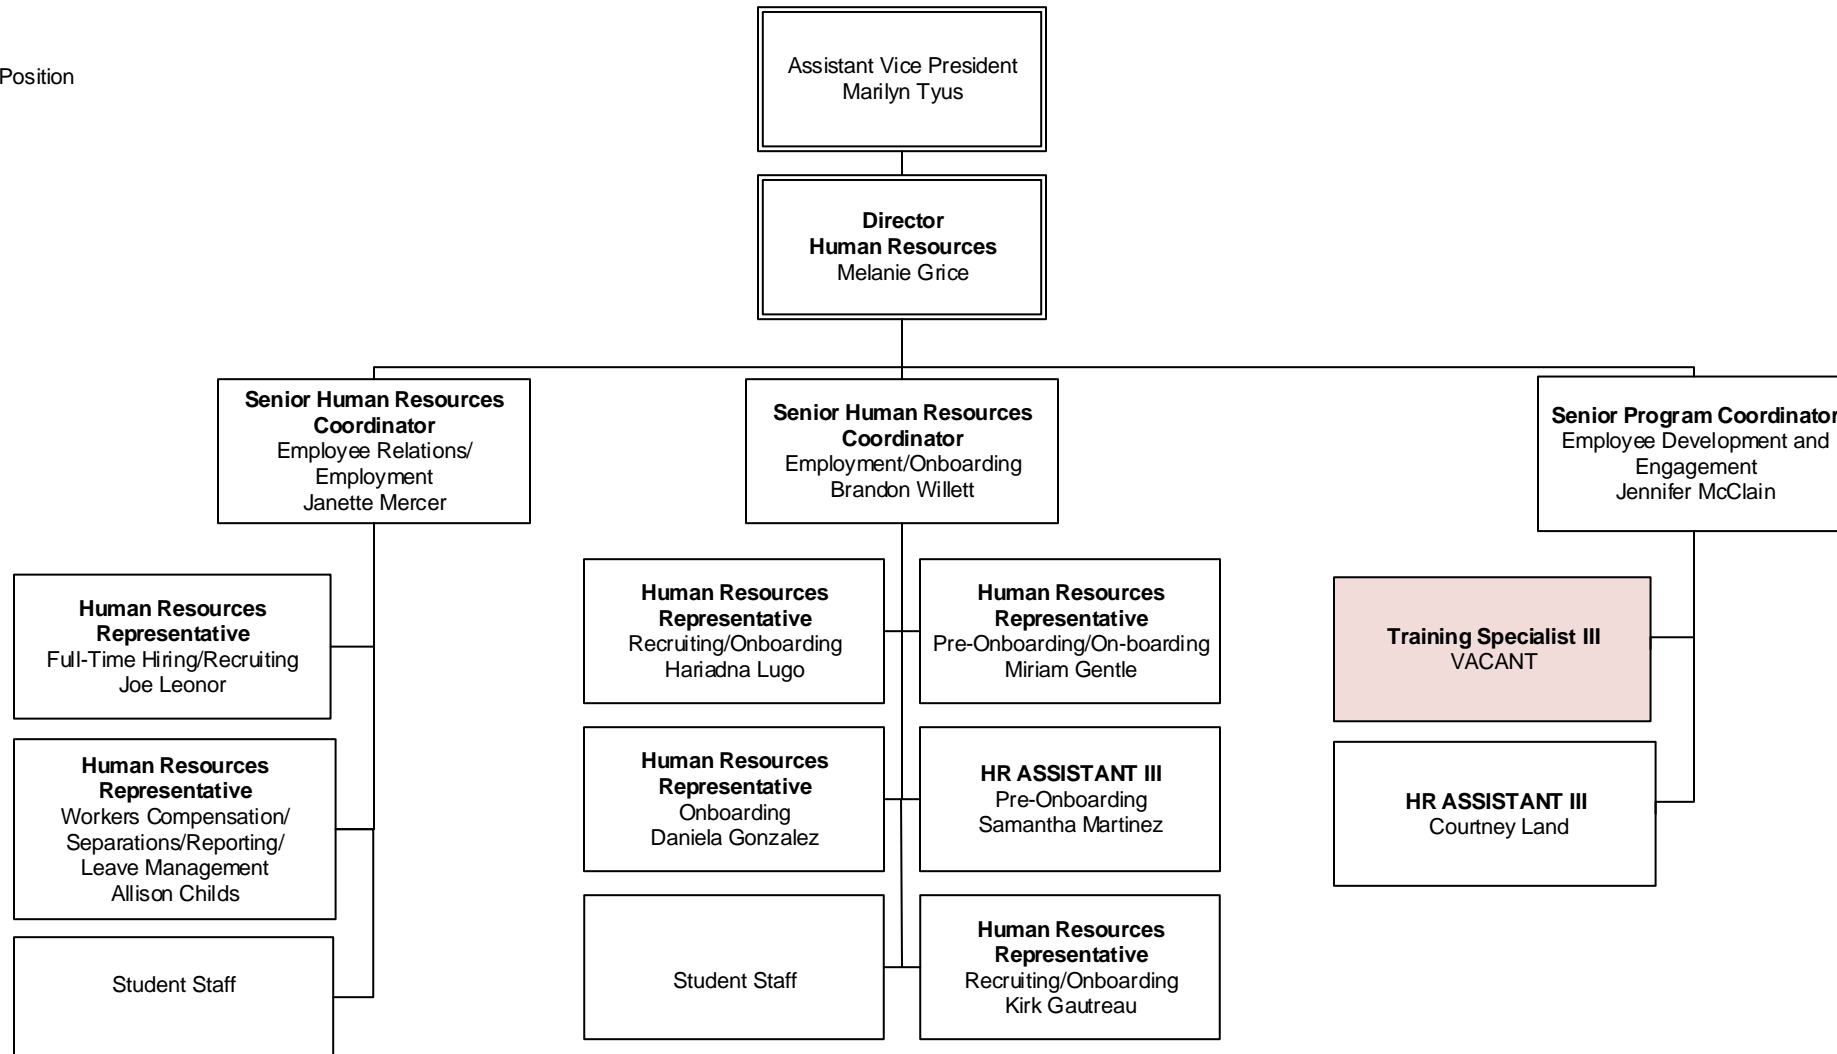 Position
Assistant Vice President
Marilyn Tyus
Director
Human Resources
Melanie Grice
Senior Human Resources
Coordinator
Employee Relations/
Employment
Janette Mercer
Senior Human Resources
Coordinator
Employment/Onboarding
Brandon Willett
Senior Program Coordinator
Employee Development and
Engagement
Jennifer McClain
Human Resources
Representative
Full-Time Hiring/Recruiting
Joe Leonor
Human Resources
Representative
Workers Compensation/
Separations/Reporting/
Leave Management
Allison Childs
Student Staff
Human Resources
Representative
Recruiting/Onboarding
Hariadna Lugo
Human Resources
Representative
Pre-Onboarding/On-boarding
Miriam Gentle
Human Resources
Representative
Onboarding
Daniela Gonzalez
HR ASSISTANT III
Pre-Onboarding
Samantha Martinez
Student Staff
Human Resources
Representative
Recruiting/Onboarding
Kirk Gautreau
Training Specialist III
VACANT
HR ASSISTANT III
Courtney Land